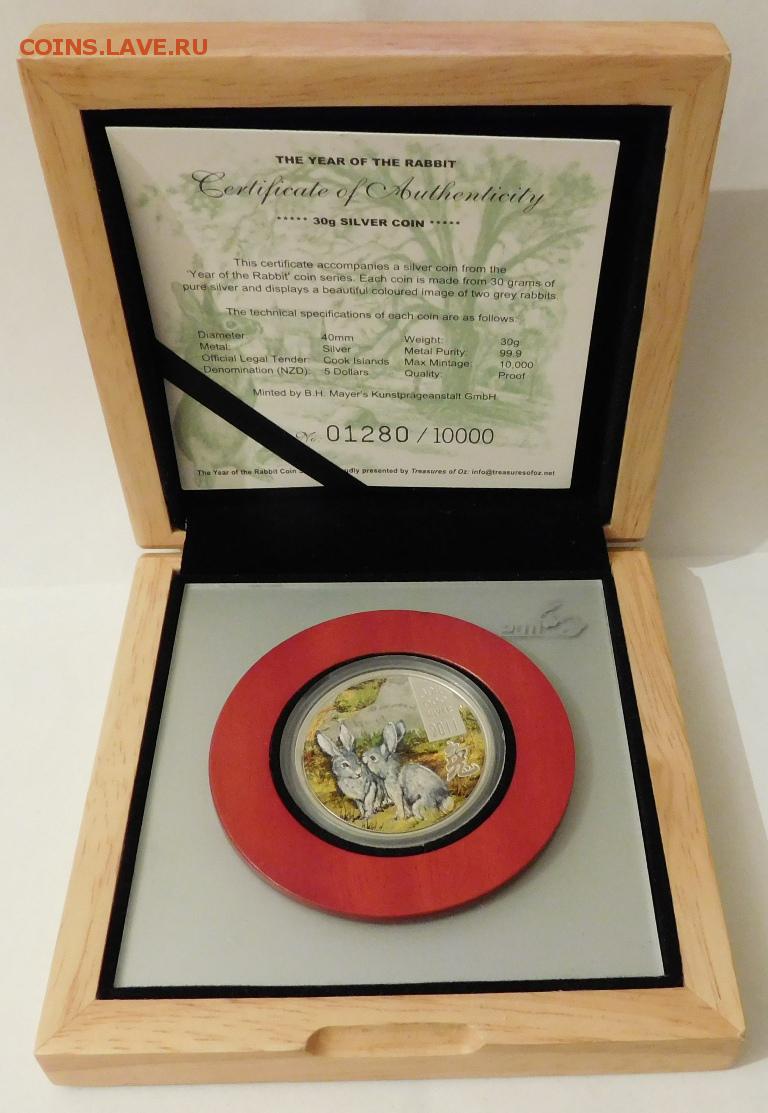 COINS.LAVE.RU
THE YEAR OF THE RABBIT
Certificate of Authenticity
***** 30g SILVER COIN *****
This certificate accompanies a silver coin from the
'Year of the Rabbit' coin series. Each coin is made from 30 grams of
pure silver and displays a beautiful coloured image of two grey rabbits.
The technical specifications of each coin are as follows:
Diameter: 40mm Weight: 30g
Metal: Silver Metal Purity: 99.9
Official Legal Tender: Cook Islands Max Mintage: 10,000
Denomination (NZD): 5 Dollars Quality: Proof
Minted by B.H. Mayer's Kunstprägeanstalt GmbH
No. 01280 / 10000
The Year of the Rabbit Coin udly presented by Treasures of Oz: info@treasuresofoz.net
2011
兔